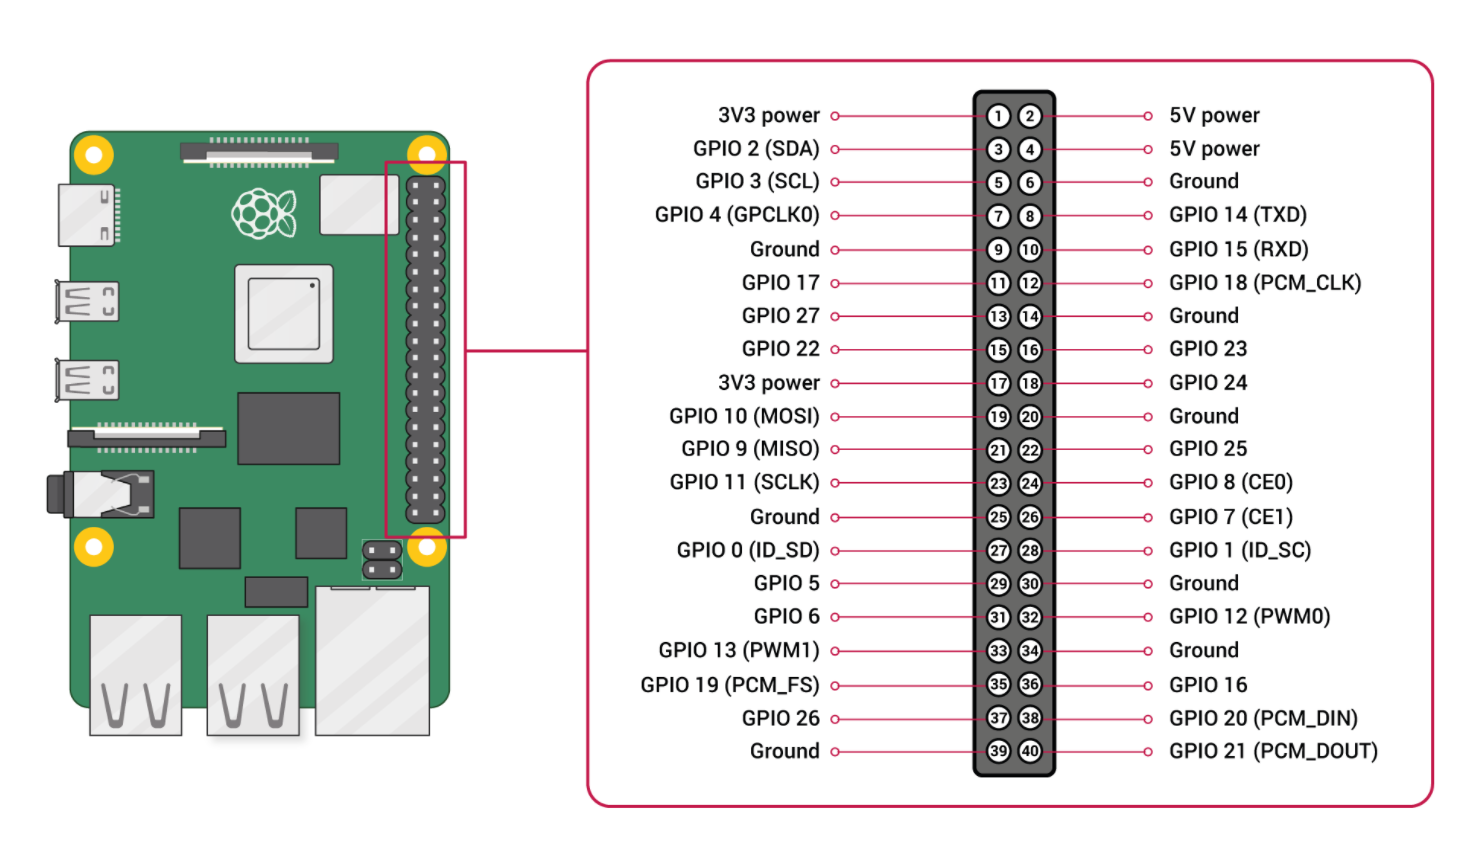 3V3 power 1 2 5V power
GPIO 2 (SDA) 3 4 5V power
GPIO 3 (SCL) 5 6 Ground
GPIO 4 (GPCLK0) 7 8 GPIO 14 (TXD)
Ground 9 10 GPIO 15 (RXD)
GPIO 17 11 12 GPIO 18 (PCM_CLK)
GPIO 27 13 14 Ground
GPIO 22 15 16 GPIO 23
3V3 power 17 18 GPIO 24
GPIO 10 (MOSI) 19 20 Ground
GPIO 9 (MISO) 21 22 GPIO 25
GPIO 11 (SCLK) 23 24 GPIO 8 (CE0)
Ground 25 26 GPIO 7 (CE1)
GPIO 0 (ID_SD) 27 28 GPIO 1 (ID_SC)
GPIO 5 29 30 Ground
GPIO 6 31 32 GPIO 12 (PWM0)
GPIO 13 (PWM1) 33 34 Ground
GPIO 19 (PCM_FS) 35 36 GPIO 16
GPIO 26 37 38 GPIO 20 (PCM_DIN)
Ground 39 40 GPIO 21 (PCM_DOUT)